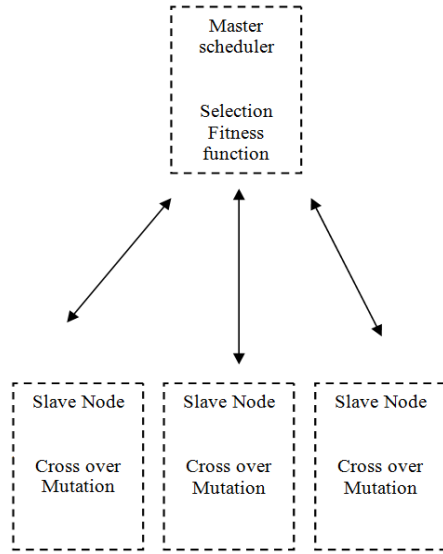 Master
scheduler
Selection
Fitness
function
Slave Node
Cross over
Mutation
Slave Node
Cross over
Mutation
Slave Node
Cross over
Mutation